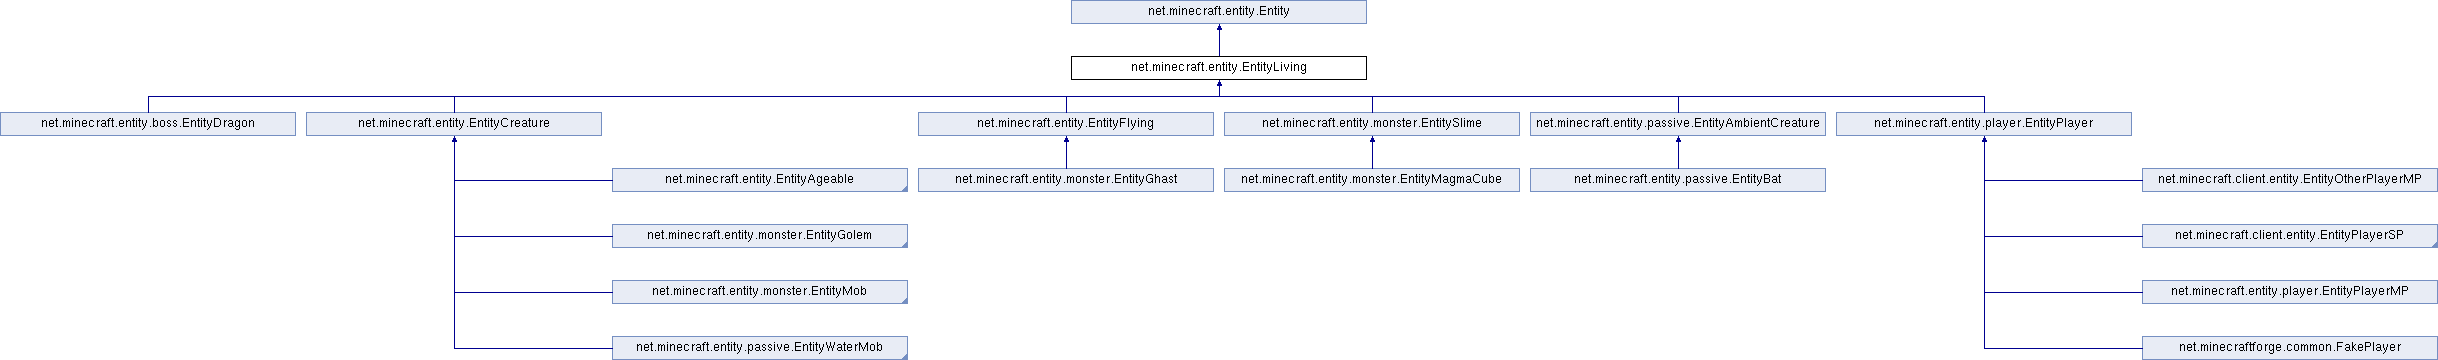 net.minecraft.entity.Entity
net.minecraft.entity.EntityLiving
net.minecraft.entity.boss.EntityDragon
net.minecraft.entity.EntityCreature
net.minecraft.entity.EntityFlying
net.minecraft.entity.monster.EntitySlime
net.minecraft.entity.passive.EntityAmbientCreature
net.minecraft.entity.player.EntityPlayer
net.minecraft.entity.EntityAgeable
net.minecraft.entity.monster.EntityGhast
net.minecraft.entity.monster.EntityMagmaCube
net.minecraft.entity.passive.EntityBat
net.minecraft.client.entity.EntityOtherPlayerMP
net.minecraft.entity.monster.EntityGolem
net.minecraft.client.entity.EntityPlayerSP
net.minecraft.entity.monster.EntityMob
net.minecraft.entity.player.EntityPlayerMP
net.minecraft.entity.passive.EntityWaterMob
net.minecraftforge.common.FakePlayer